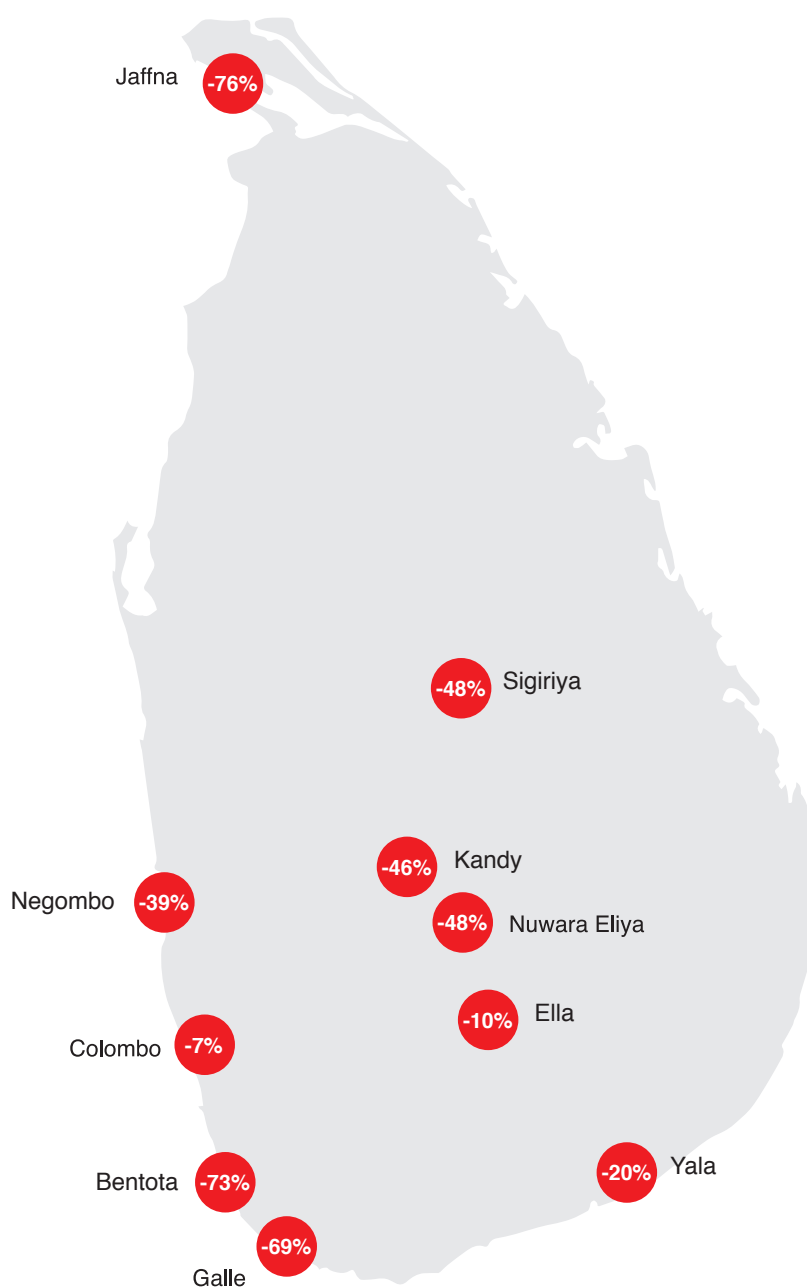 Jaffna -76%
-48% Sigiriya
-46% Kandy
Negombo -39%
-48% Nuwara Eliya
-10% Ella
Colombo -7%
Bentota -73%
-20% Yala
-69%
Galle